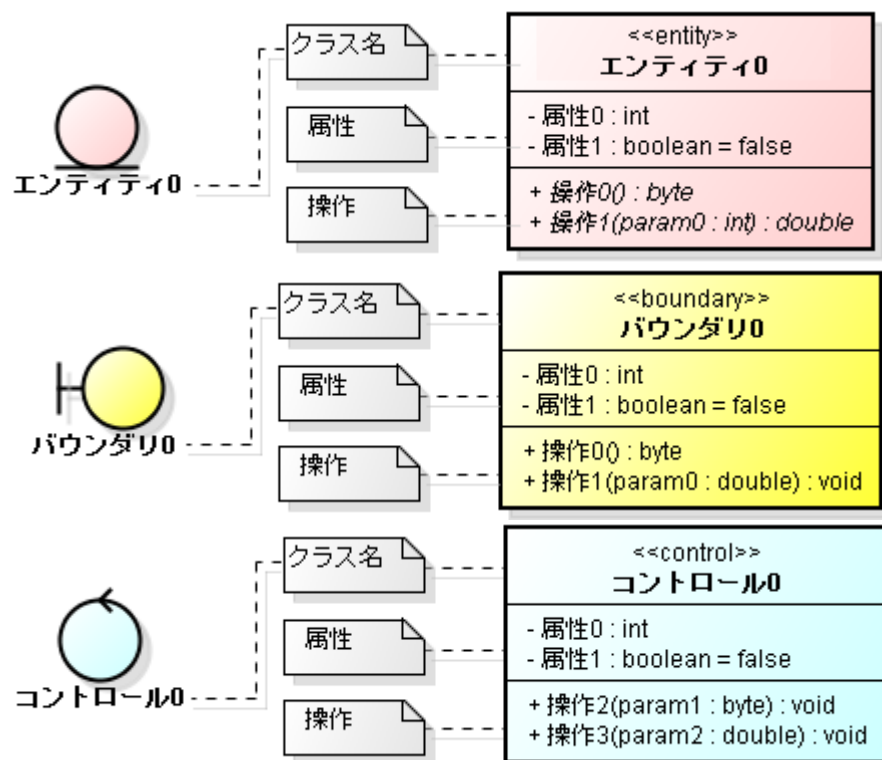 クラス名
<<entity>>
エンティティ0
属性
- 属性0 : int
- 属性1 : boolean = false
エンティティ0
操作
+ 操作0() : byte
+ 操作1(param0 : int) : double
クラス名
<<boundary>>
バウンダリ0
属性
- 属性0 : int
- 属性1 : boolean = false
バウンダリ0
操作
+ 操作0() : byte
+ 操作1(param0 : double) : void
クラス名
<<control>>
コントロール0
属性
- 属性0 : int
- 属性1 : boolean = false
コントロール0
操作
+ 操作2(param1 : byte) : void
+ 操作3(param2 : double) : void